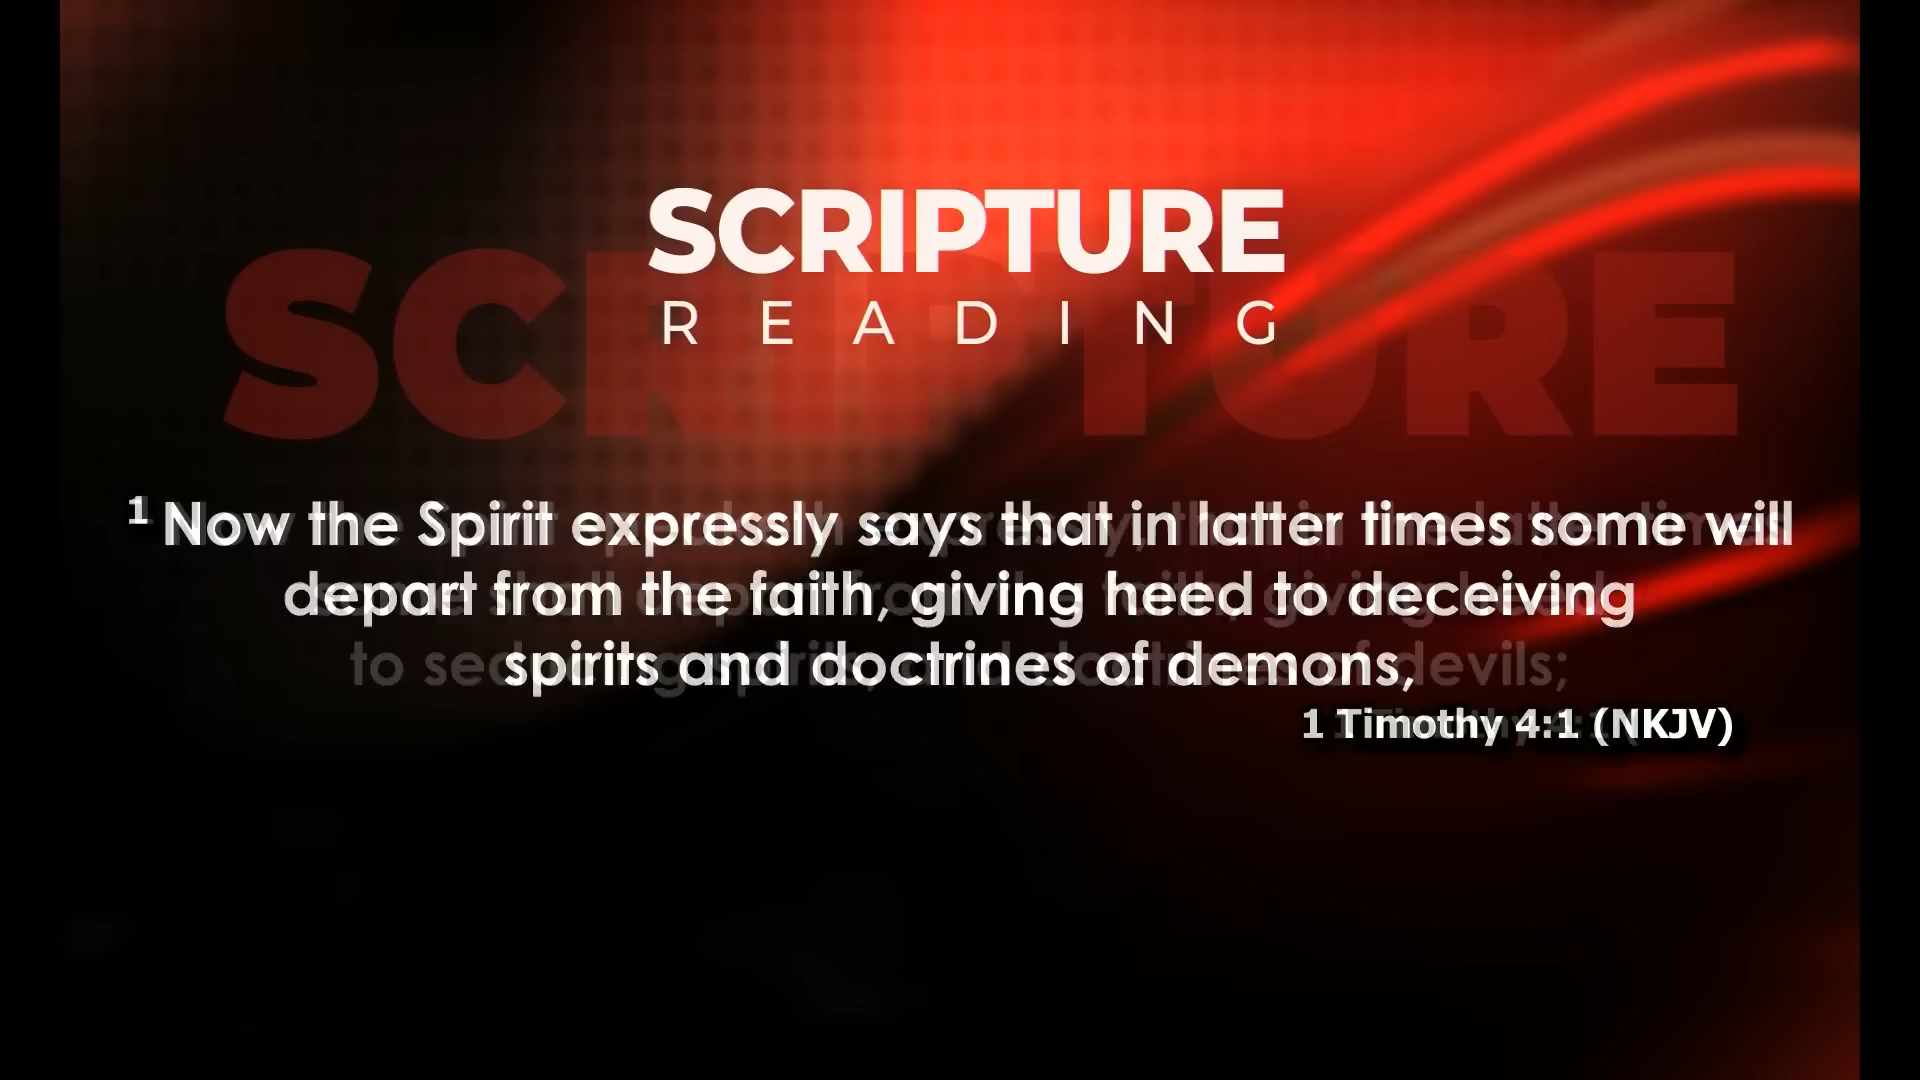 SCRIPTURE
READING
SCRIPTURE
1 Now the Spirit expressly says that in latter times some will
depart from the faith, giving heed to deceiving
spirits and doctrines of demons,
1 Timothy 4:1 (NKJV)